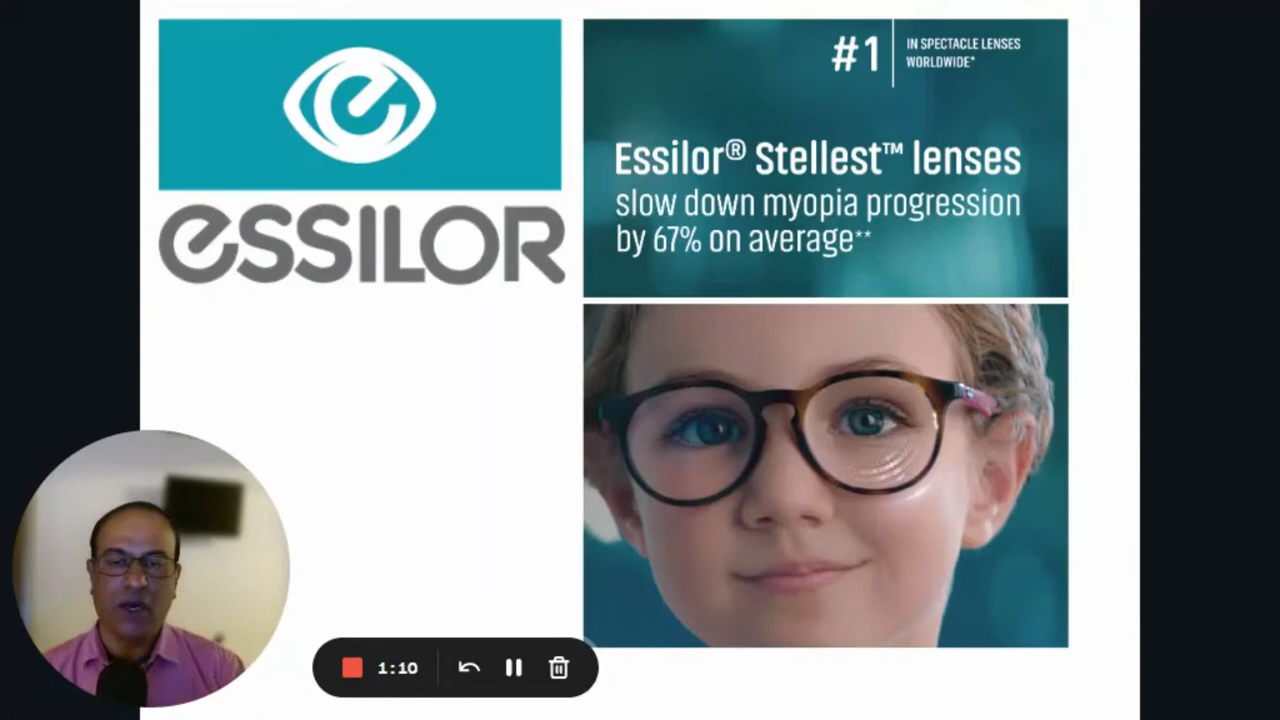 ESSILOR
#1
IN SPECTACLE LENSES
WORLDWIDE*
Essilor® Stellest™ lenses
slow down myopia progression
by 67% on average**
1:10